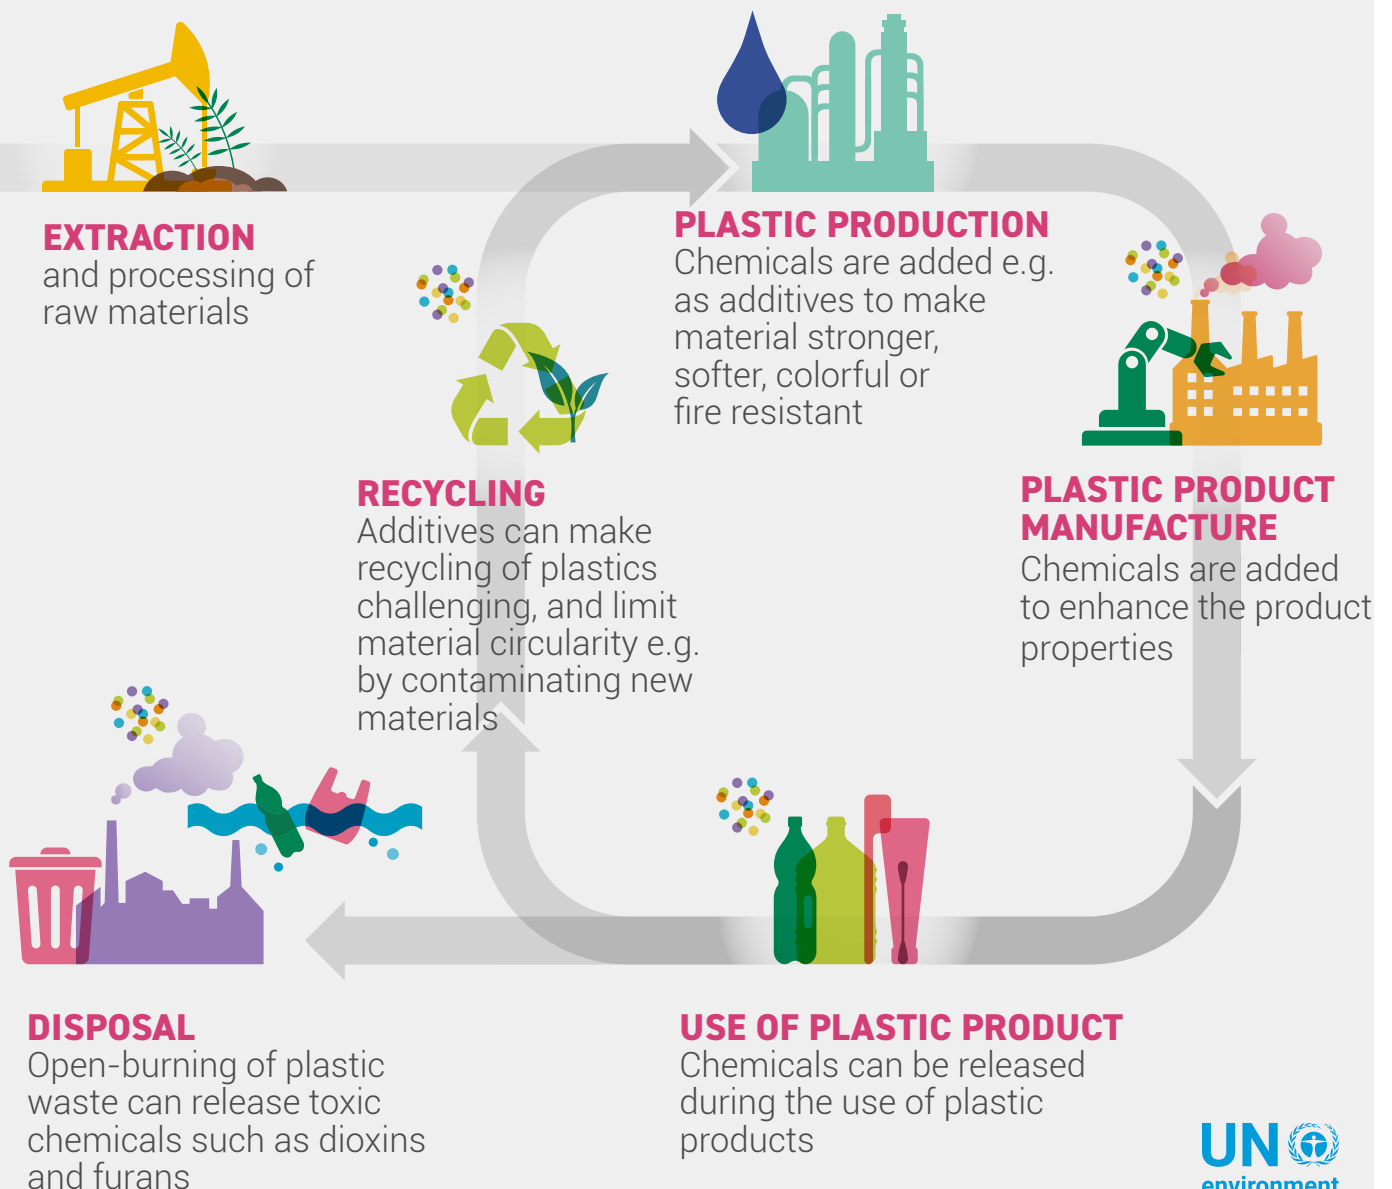 EXTRACTION
and processing of
raw materials
PLASTIC PRODUCTION
Chemicals are added e.g.
as additives to make
material stronger,
softer, colorful or
fire resistant
RECYCLING
Additives can make
recycling of plastics
challenging, and limit
material circularity e.g.
by contaminating new
materials
PLASTIC PRODUCT
MANUFACTURE
Chemicals are added
to enhance the product
properties
DISPOSAL
Open-burning of plastic
waste can release toxic
chemicals such as dioxins
and furans
USE OF PLASTIC PRODUCT
Chemicals can be released
during the use of plastic
products
UN
environment